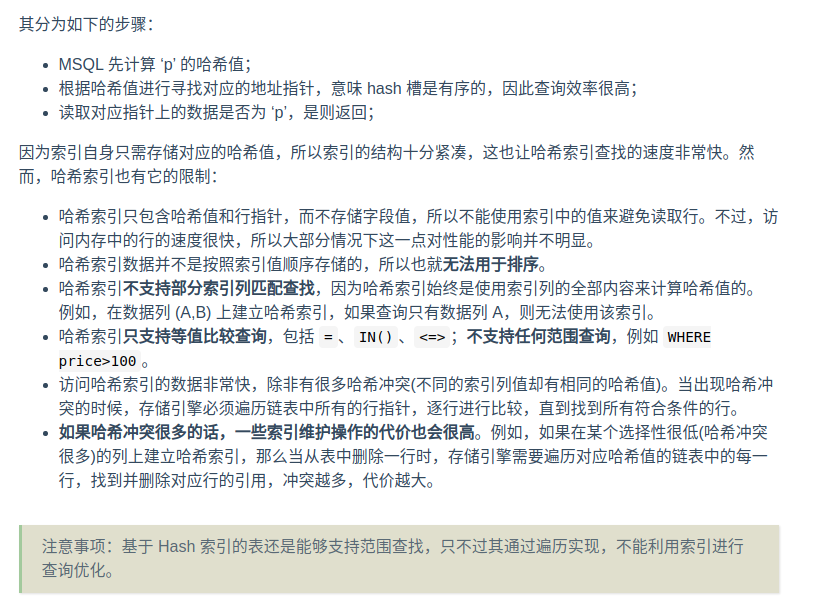 其分为如下的步骤：
MSQL 先计算 ‘p’ 的哈希值；
根据哈希值进行寻找对应的地址指针，意味 hash 槽是有序的，因此查询效率很高；
读取对应指针上的数据是否为 ‘p’，是则返回；
因为索引自身只需存储对应的哈希值，所以索引的结构十分紧凑，这也让哈希索引查找的速度非常快。然
而，哈希索引也有它的限制：
哈希索引只包含哈希值和行指针，而不存储字段值，所以不能使用索引中的值来避免读取行。不过，访
问内存中的行的速度很快，所以大部分情况下这一点对性能的影响并不明显。
哈希索引数据并不是按照索引值顺序存储的，所以也就无法用于排序。
哈希索引不支持部分索引列匹配查找，因为哈希索引始终是使用索引列的全部内容来计算哈希值的。
例如，在数据列 (A,B) 上建立哈希索引，如果查询只有数据列 A，则无法使用该索引。
哈希索引只支持等值比较查询，包括 = 、 IN() 、 <=> ；不支持任何范围查询，例如 WHERE
price>100 。
访问哈希索引的数据非常快，除非有很多哈希冲突(不同的索引列值却有相同的哈希值)。当出现哈希冲
突的时候，存储引擎必须遍历链表中所有的行指针，逐行进行比较，直到找到所有符合条件的行。
如果哈希冲突很多的话，一些索引维护操作的代价也会很高。例如，如果在某个选择性很低(哈希冲突
很多)的列上建立哈希索引，那么当从表中删除一行时，存储引擎需要遍历对应哈希值的链表中的每一
行，找到并删除对应行的引用，冲突越多，代价越大。
注意事项：基于 Hash 索引的表还是能够支持范围查找，只不过其通过遍历实现，不能利用索引进行
查询优化。